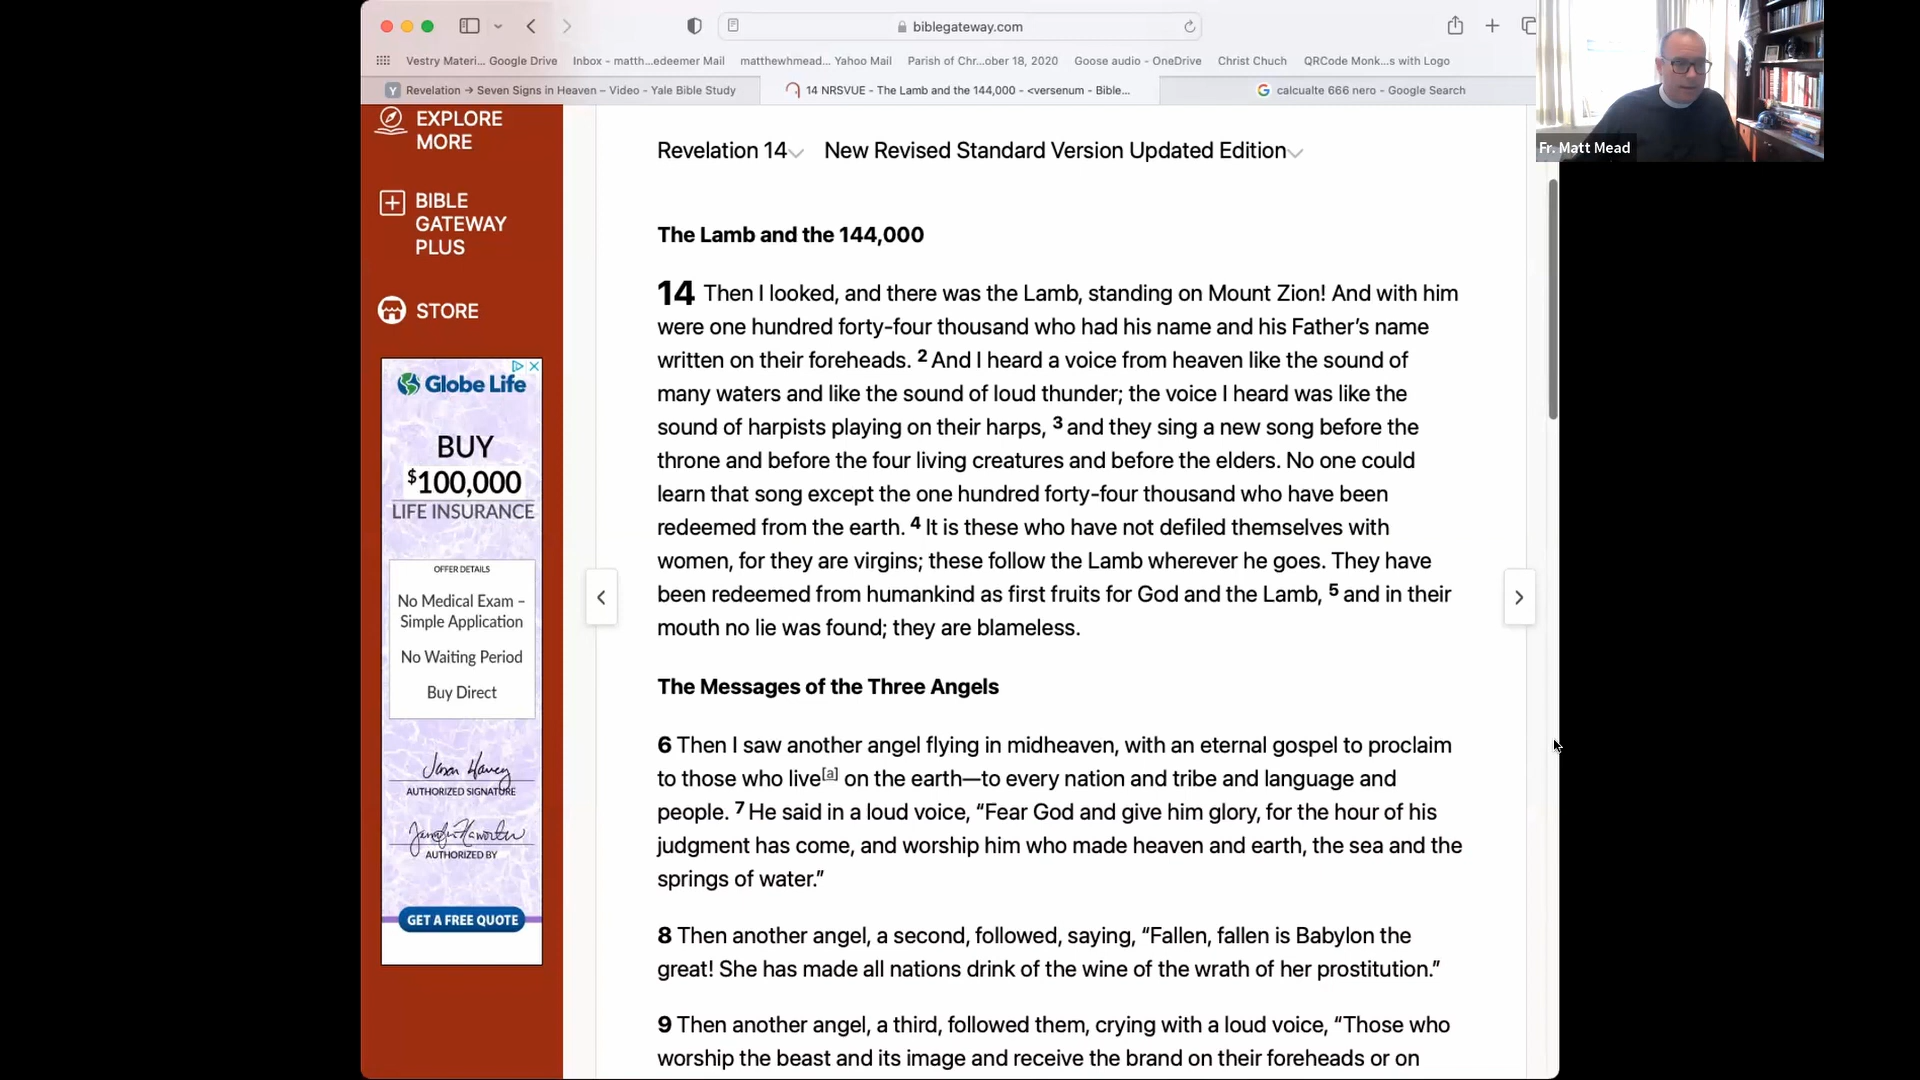 biblegateway.com
Vestry Materi... Google Drive
Inbox - matth...edeemer Mail
matthewhmead... Yahoo Mail
Parish of Chr...ober 18, 2020
Goose audio - OneDrive
Christ Chuch
QRCode Monk...s with Logo
Revelation → Seven Signs in Heaven – Video - Yale Bible Study
14 NRSVUE - The Lamb and the 144,000 - <versenum - Bible...
calcualte 666 nero - Google Search
Fr. Matt Mead
EXPLORE
MORE
BIBLE
GATEWAY
PLUS
STORE
Globe Life
BUY
$100,000
LIFE INSURANCE
OFFER DETAILS
No Medical Exam –
Simple Application
No Waiting Period
Buy Direct
AUTHORIZED SIGNATURE
AUTHORIZED BY
GET A FREE QUOTE
Revelation 14
New Revised Standard Version Updated Edition
The Lamb and the 144,000
14 Then I looked, and there was the Lamb, standing on Mount Zion! And with him
were one hundred forty-four thousand who had his name and his Father’s name
written on their foreheads. 2 And I heard a voice from heaven like the sound of
many waters and like the sound of loud thunder; the voice I heard was like the
sound of harpists playing on their harps, 3 and they sing a new song before the
throne and before the four living creatures and before the elders. No one could
learn that song except the one hundred forty-four thousand who have been
redeemed from the earth. 4 It is these who have not defiled themselves with
women, for they are virgins; these follow the Lamb wherever he goes. They have
been redeemed from humankind as first fruits for God and the Lamb, 5 and in their
mouth no lie was found; they are blameless.
The Messages of the Three Angels
6 Then I saw another angel flying in midheaven, with an eternal gospel to proclaim
to those who live[a] on the earth—to every nation and tribe and language and
people. 7 He said in a loud voice, “Fear God and give him glory, for the hour of his
judgment has come, and worship him who made heaven and earth, the sea and the
springs of water.”
8 Then another angel, a second, followed, saying, “Fallen, fallen is Babylon the
great! She has made all nations drink of the wine of the wrath of her prostitution.”
9 Then another angel, a third, followed them, crying with a loud voice, “Those who
worship the beast and its image and receive the brand on their foreheads or on